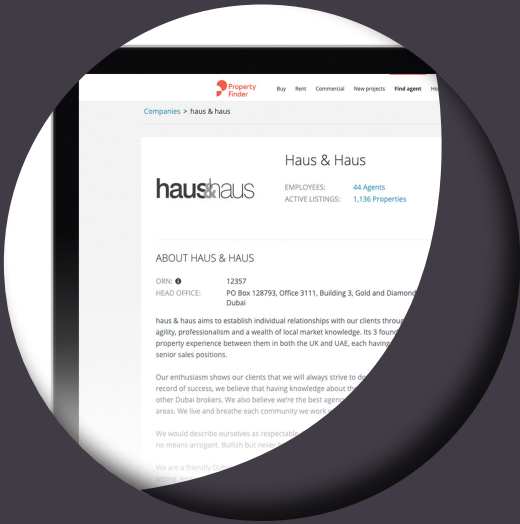 Property
Finder
Buy Rent Commercial New projects Find agent
Companies > haus & haus
haus&haus
Haus & Haus
EMPLOYEES: 44 Agents
ACTIVE LISTINGS: 1,136 Properties
ABOUT HAUS & HAUS
ORN: 12357
HEAD OFFICE: PO Box 128793, Office 3111, Building 3, Gold and Diamond
Dubai
haus & haus aims to establish individual relationships with our clients
agility, professionalism and a wealth of local market knowledge. Its 3
property experience between them in both the UK and UAE, each having
senior sales positions.
Our enthusiasm shows our clients that we will always strive to
record of success, we believe that having knowledge about
other Dubai brokers. We also believe we're the best
areas. We live and breathe each community we work
We would describe ourselves as respectable
no means arrogant. Bullish but never
We are a friendly
letting.